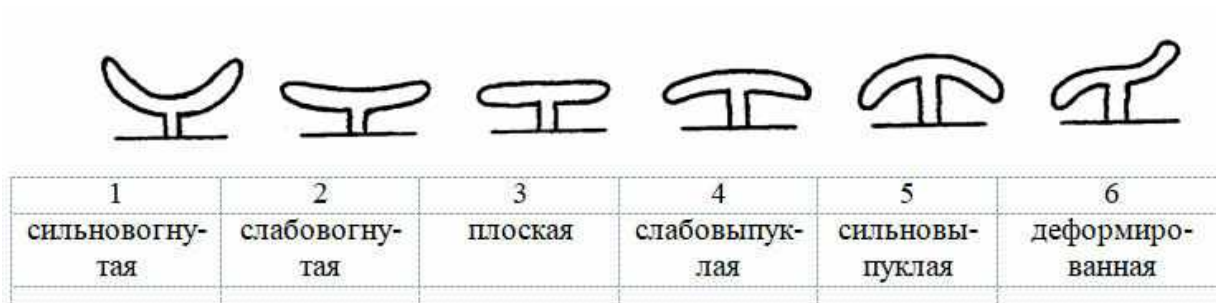 1 2 3 4 5 6
сильновогну- слабовогну- плоская слабовыпук- сильновы- деформиро-
тая тая лая пуклая ванная